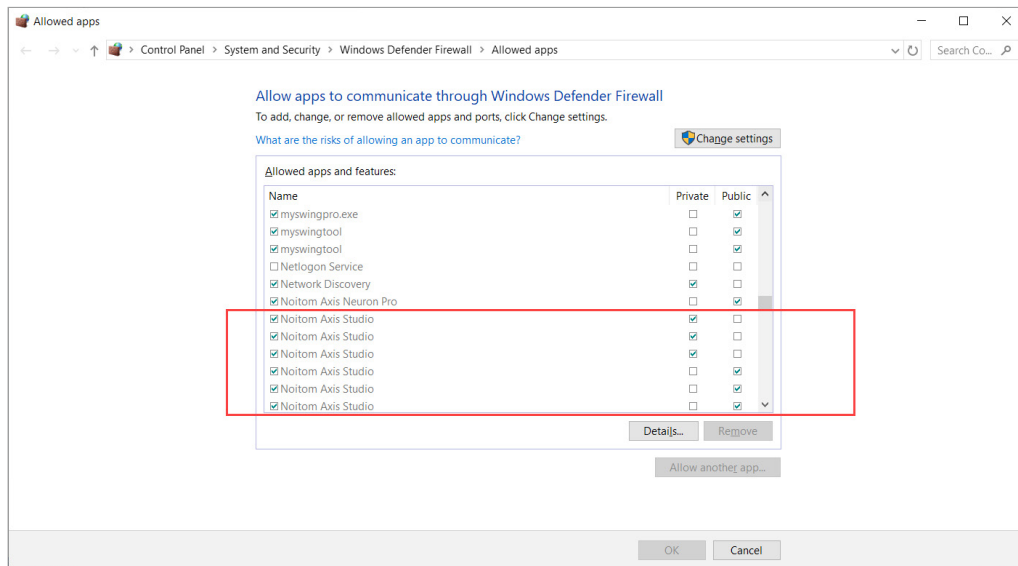 Allowed apps
Control Panel > System and Security > Windows Defender Firewall > Allowed apps
Search Co...
Allow apps to communicate through Windows Defender Firewall
To add, change, or remove allowed apps and ports, click Change settings.
What are the risks of allowing an app to communicate?
Change settings
Allowed apps and features:
Name Private Public
myswingpro.exe
myswingtool
myswingtool
Netlogon Service
Network Discovery
Noitom Axis Neuron Pro
Noitom Axis Studio
Noitom Axis Studio
Noitom Axis Studio
Noitom Axis Studio
Noitom Axis Studio
Noitom Axis Studio
Details... Remove
Allow another app...
OK Cancel